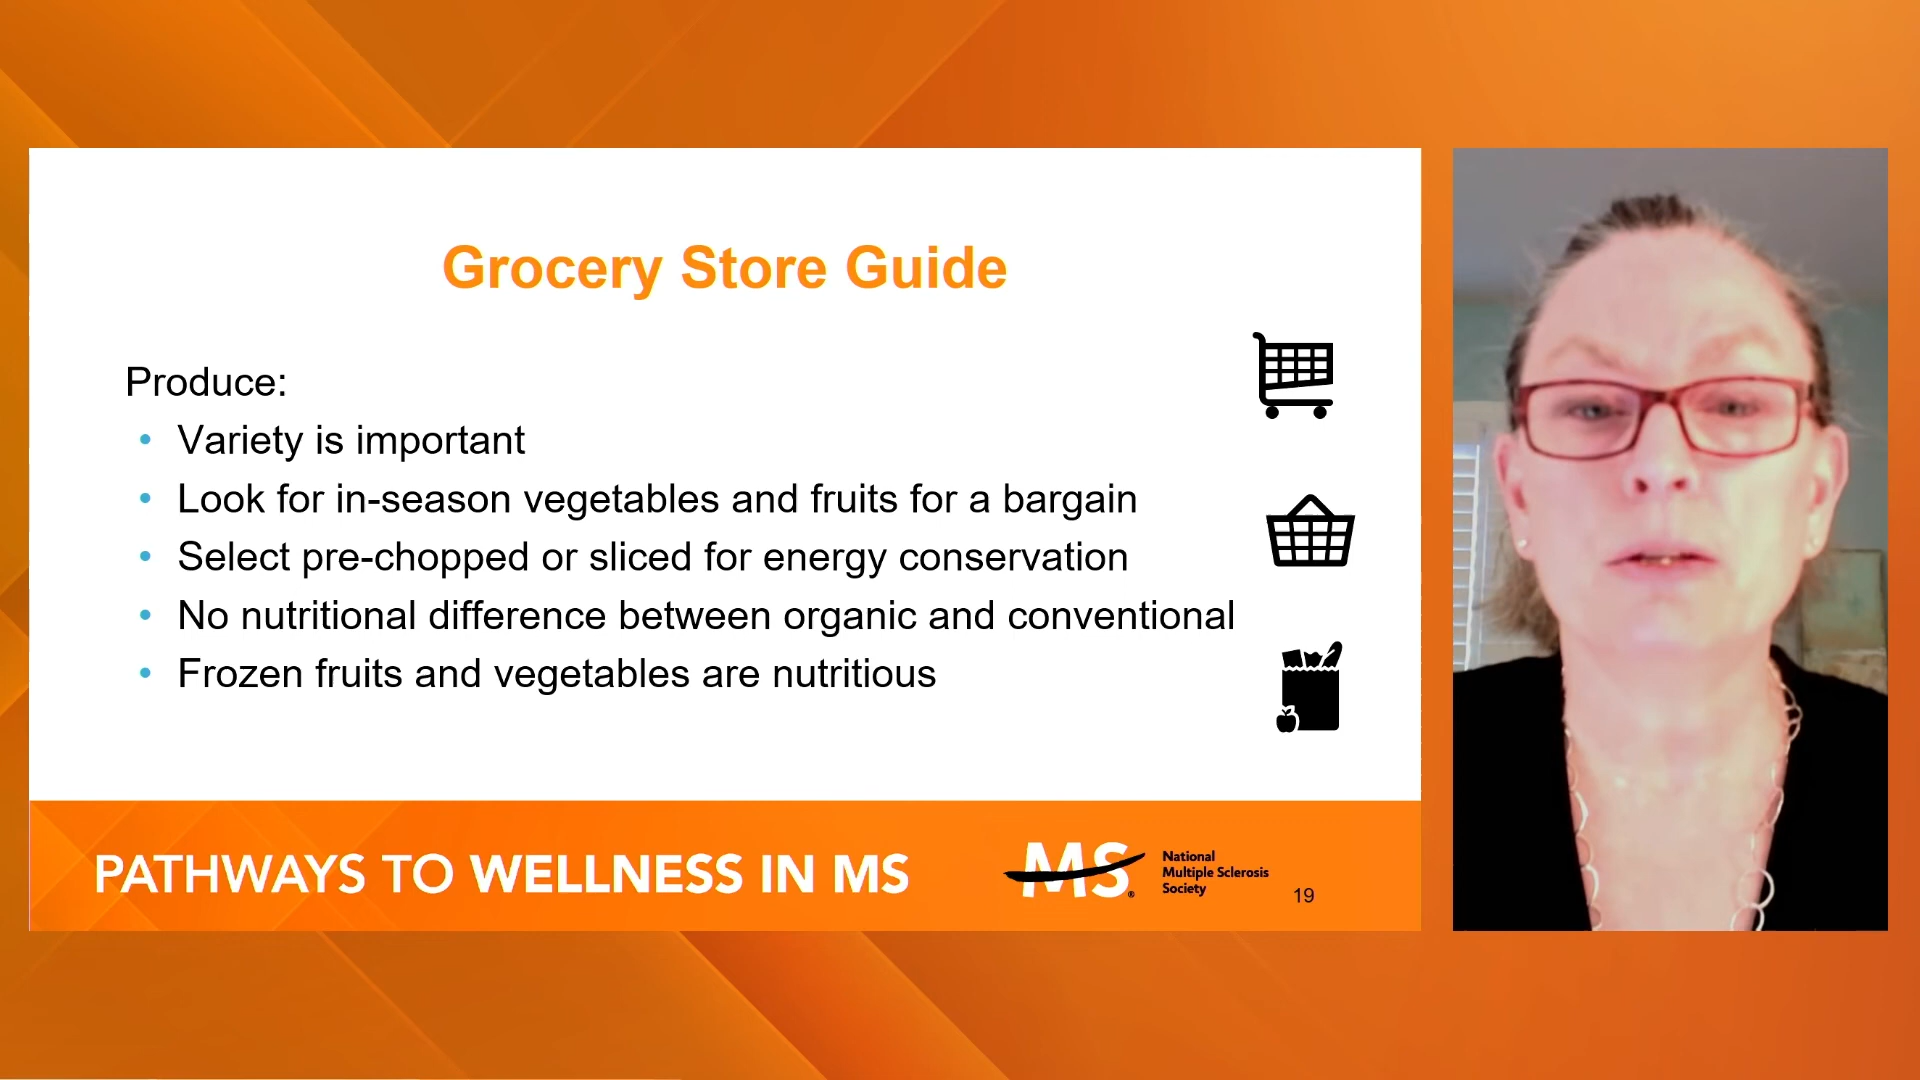 Grocery Store Guide
Produce:
• Variety is important
• Look for in-season vegetables and fruits for a bargain
• Select pre-chopped or sliced for energy conservation
• No nutritional difference between organic and conventional
• Frozen fruits and vegetables are nutritious
PATHWAYS TO WELLNESS IN MS
MS®
National
Multiple Sclerosis
Society
19